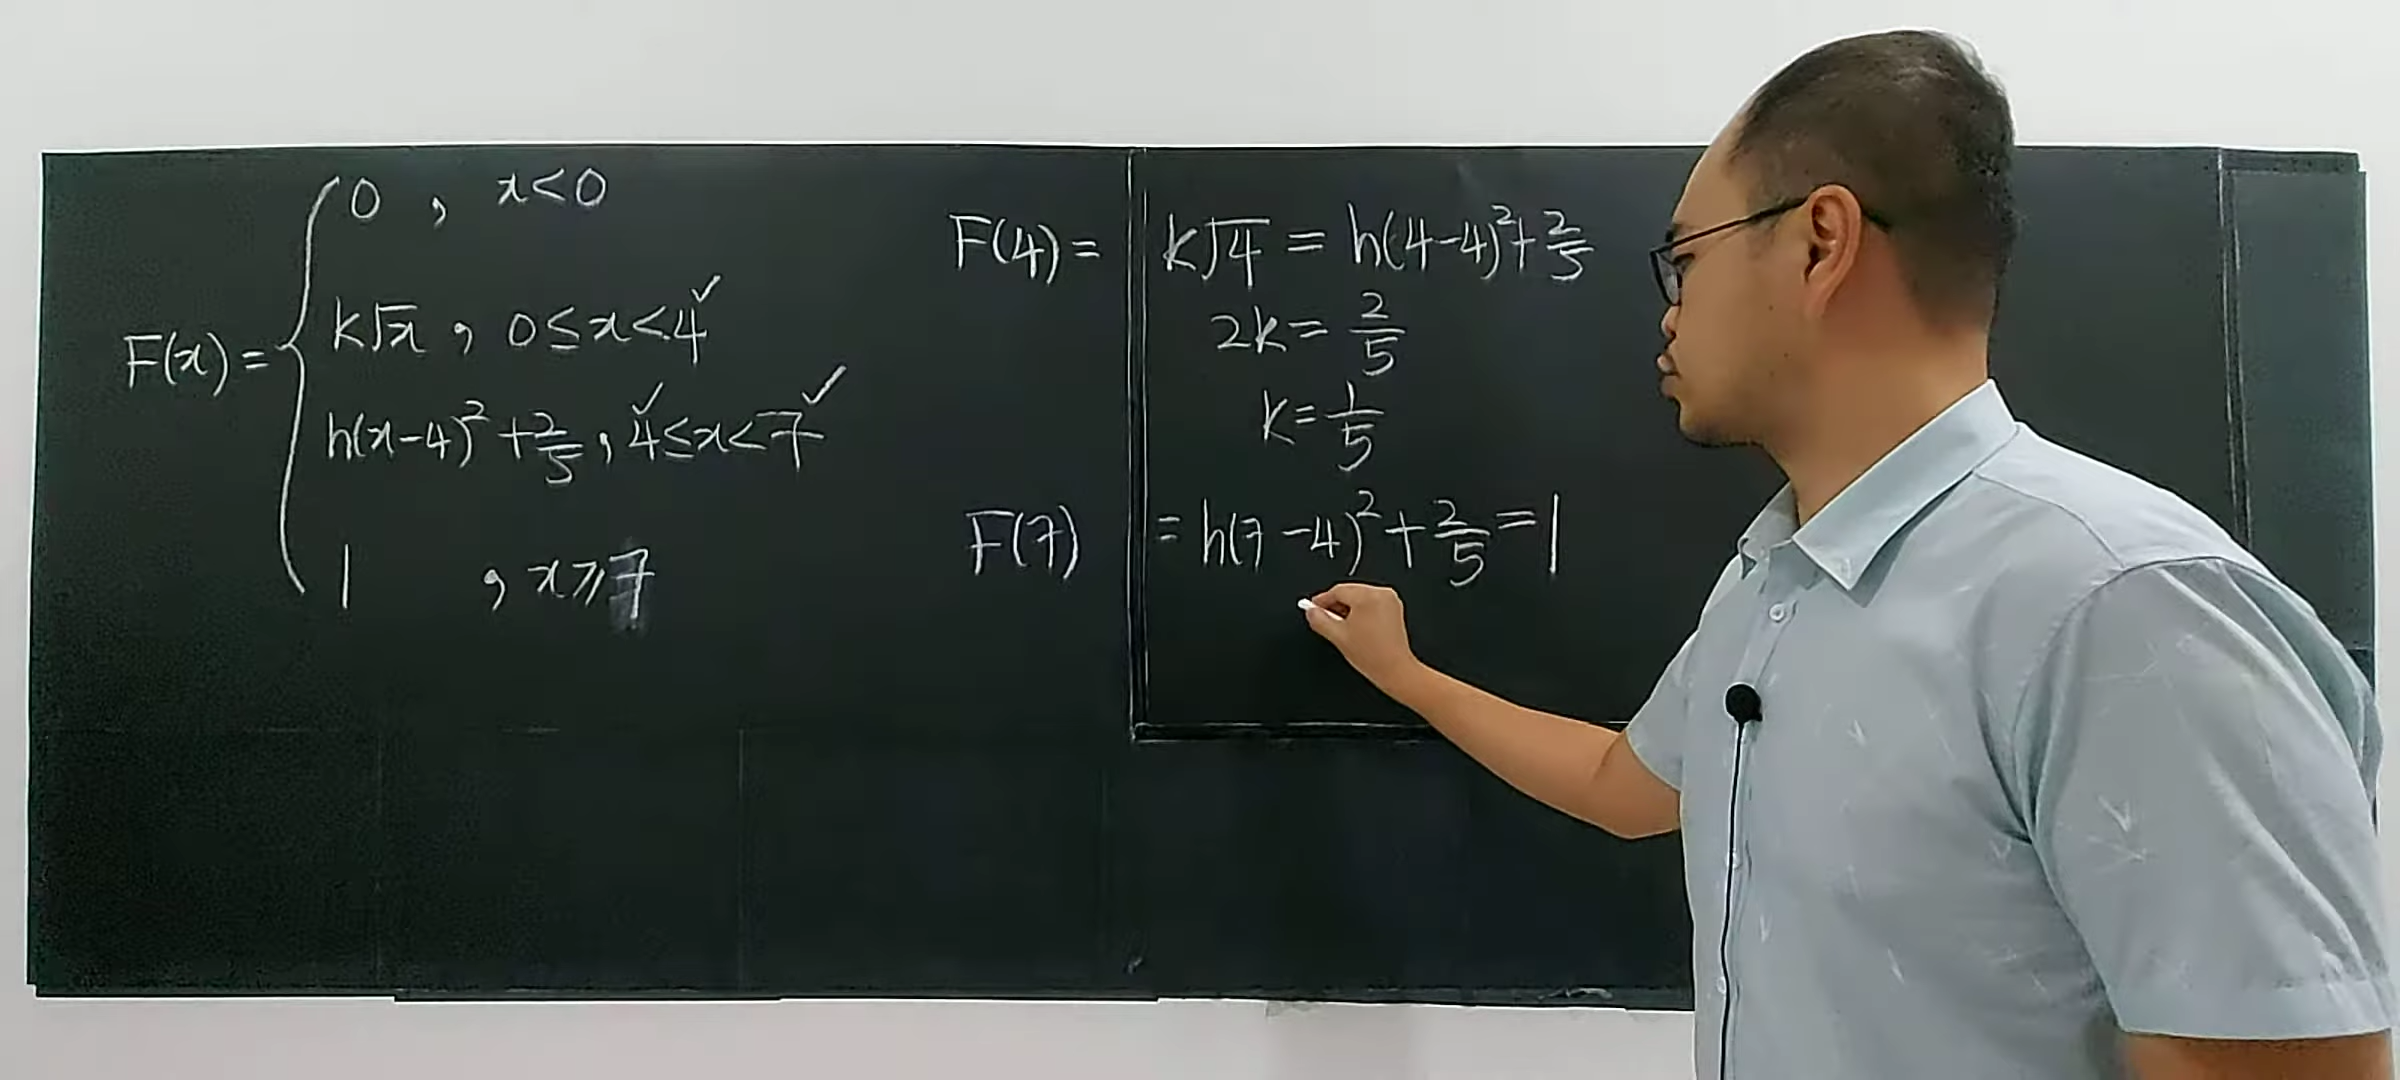 F(x) = { 0 , x<0
k√x , 0≤x<4 ✓
h(x-4)² + 2/5 , 4≤x<7 ✓ ✓
1 , x≥7
F(4) = k√4 = h(4-4)² + 2/5
2k = 2/5
k = 1/5
F(7) = h(7-4)² + 2/5 = 1